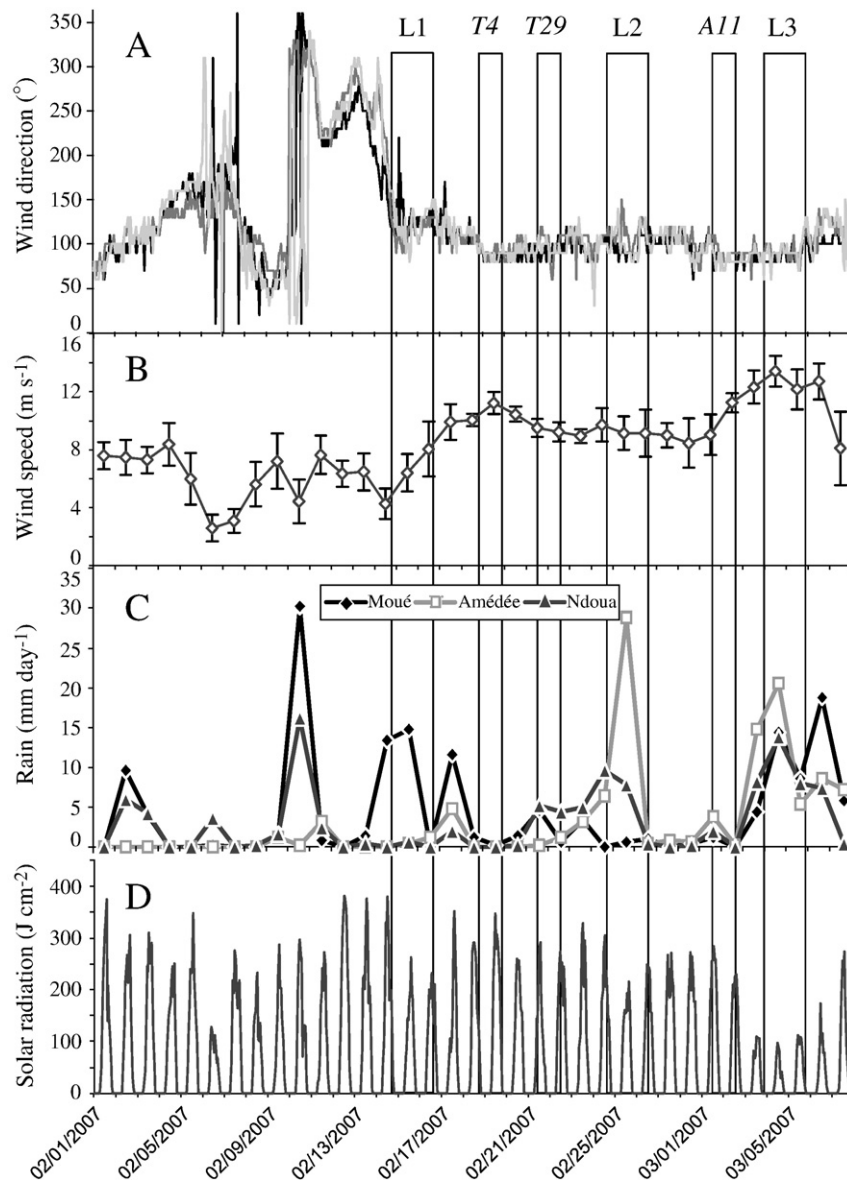 L1 T4 T29 L2 A11 L3
A
Wind direction (°)
350
300
250
200
150
100
50
0
B
Wind speed (m s-1)
16
12
8
4
0
C
Moué Amédée Ndoua
Rain (mm day-1)
35
30
25
20
15
10
5
0
D
Solar radiation (J cm-2)
400
300
200
100
0
02/01/2007 02/05/2007 02/09/2007 02/13/2007 02/17/2007 02/21/2007 02/25/2007 03/01/2007 03/05/2007